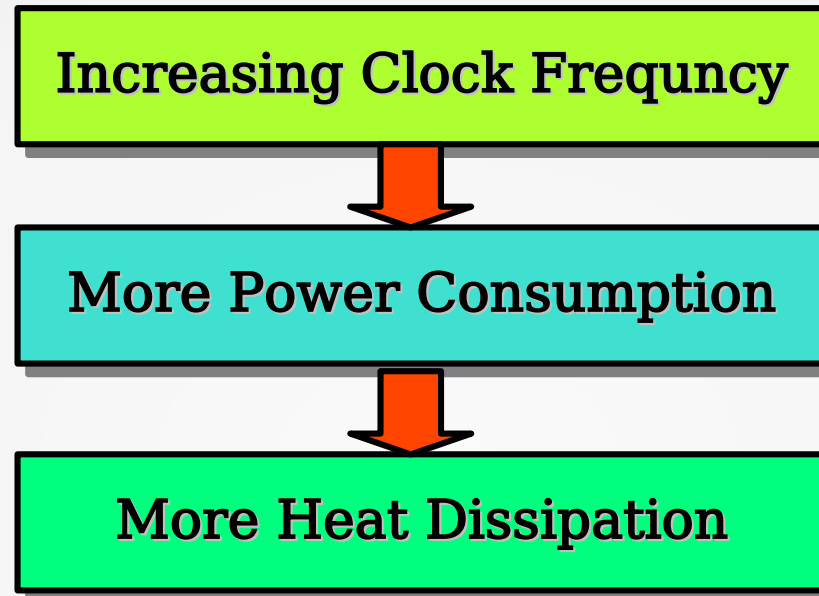 Increasing Clock Frequncy
More Power Consumption
More Heat Dissipation